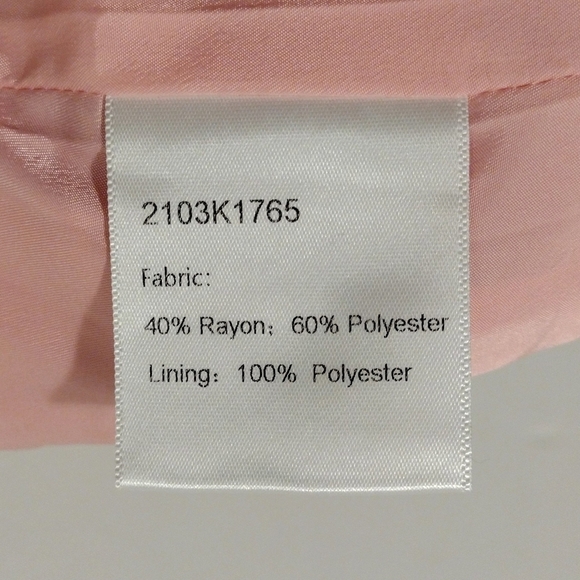 2103K1765
Fabric:
40% Rayon; 60% Polyester
Lining: 100% Polyester